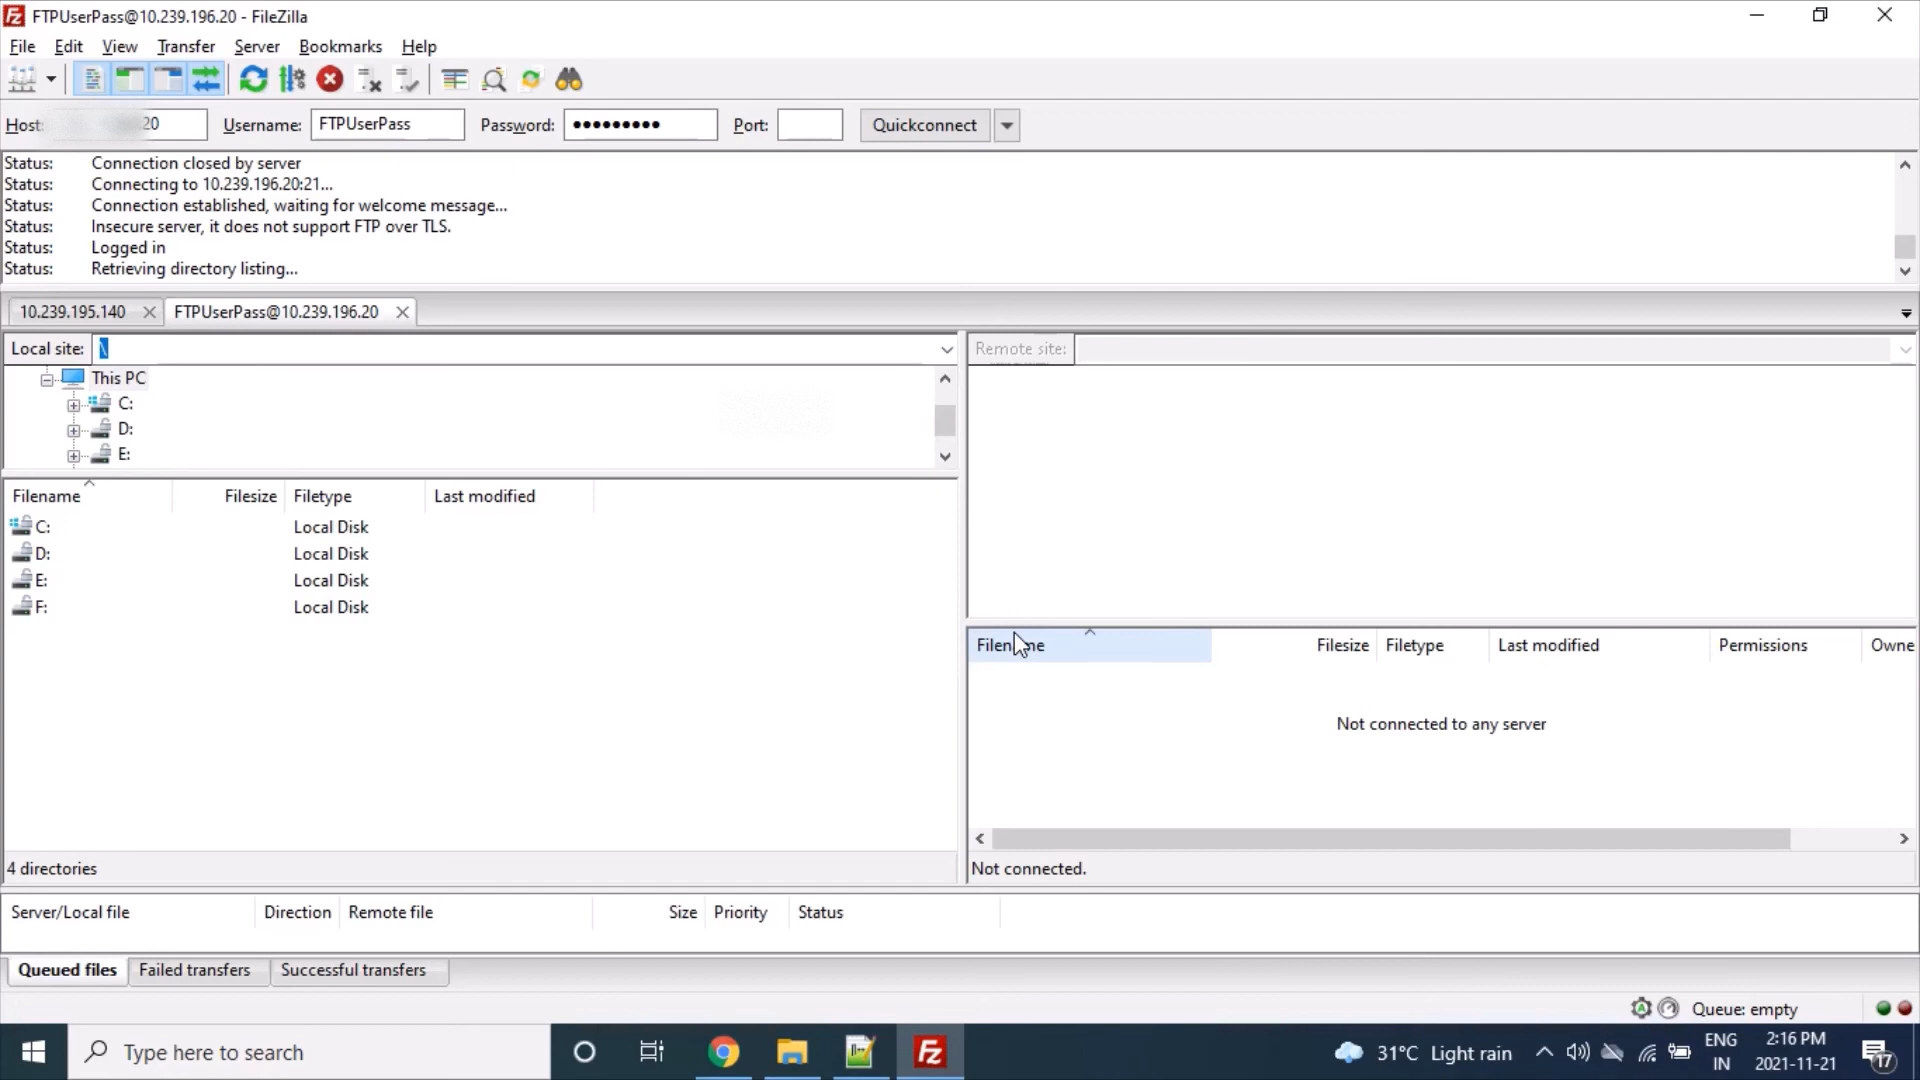 FTPUserPass@10.239.196.20 - FileZilla
File Edit View Transfer Server Bookmarks Help
Host: 20 Username: FTPUserPass Password: ●●●●●●●●● Port: Quickconnect
Status: Connection closed by server
Status: Connecting to 10.239.196.20:21...
Status: Connection established, waiting for welcome message...
Status: Insecure server, it does not support FTP over TLS.
Status: Logged in
Status: Retrieving directory listing...
10.239.195.140 FTPUserPass@10.239.196.20
Local site: \
Remote site:
This PC
C:
D:
E:
Filename Filesize Filetype Last modified
C: Local Disk
D: Local Disk
E: Local Disk
F: Local Disk
4 directories
Filename Filesize Filetype Last modified Permissions Owne
Not connected to any server
Not connected.
Server/Local file Direction Remote file Size Priority Status
Queued files Failed transfers Successful transfers
Queue: empty
Type here to search
31°C Light rain
ENG
IN
2:16 PM
2021-11-21
17